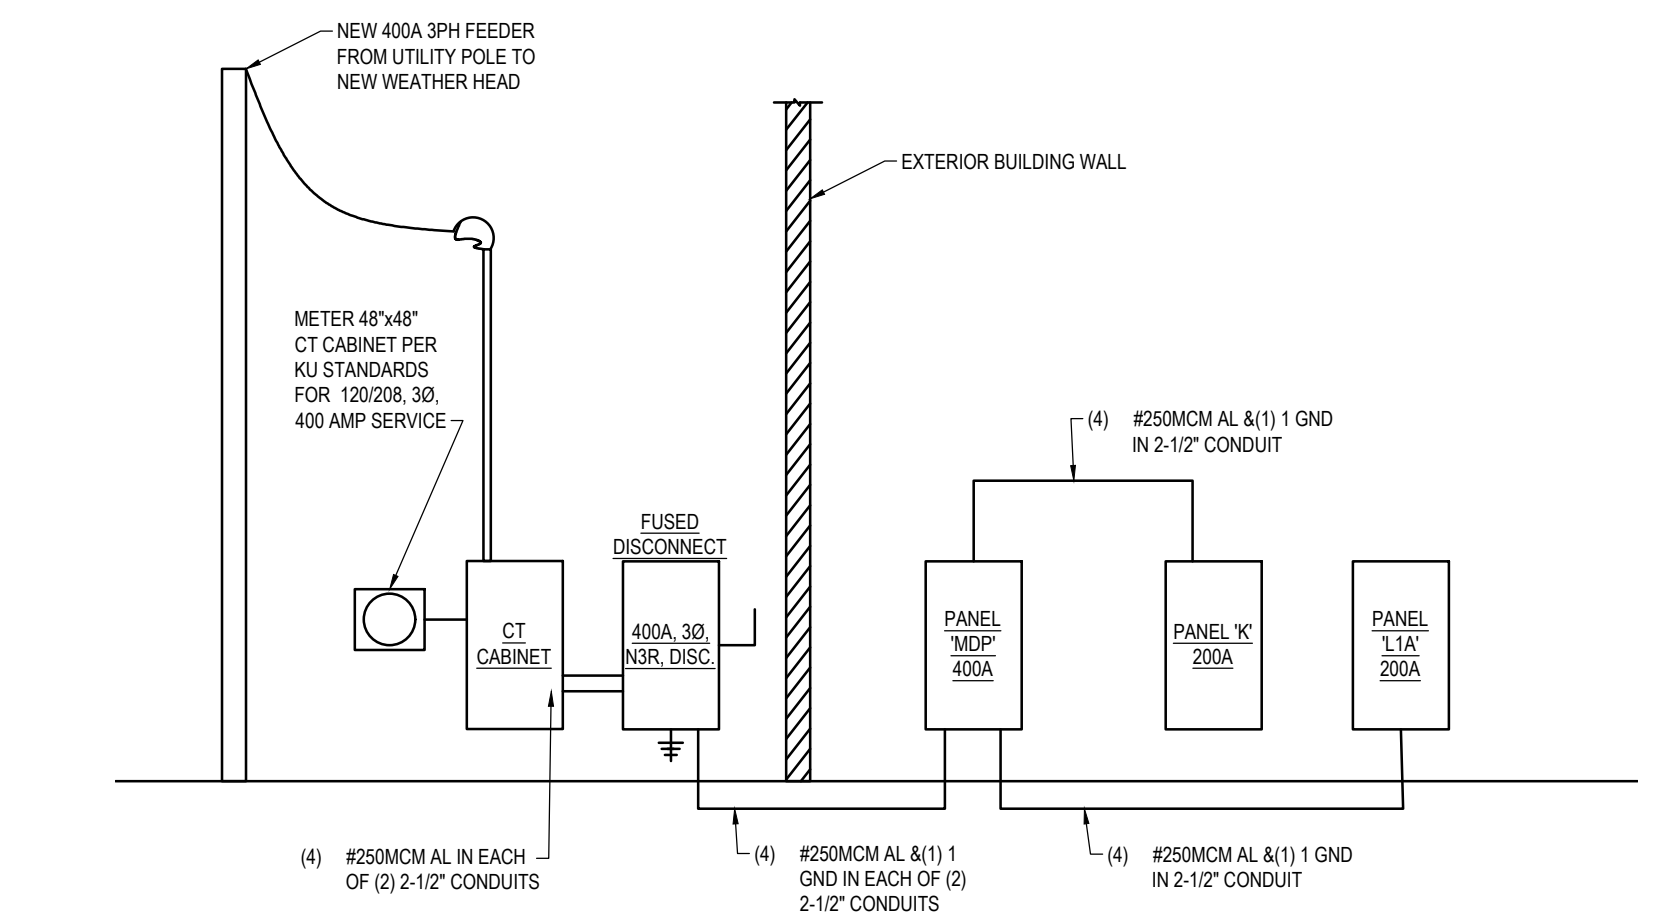 NEW 400A 3PH FEEDER
FROM UTILITY POLE TO
NEW WEATHER HEAD
EXTERIOR BUILDING WALL
METER 48"x48"
CT CABINET PER
KU STANDARDS
FOR 120/208, 3Ø,
400 AMP SERVICE
(4) #250MCM AL &(1) 1 GND
IN 2-1/2" CONDUIT
FUSED
DISCONNECT
CT
CABINET
400A, 3Ø,
N3R, DISC.
PANEL
'MDP'
400A
PANEL 'K'
200A
PANEL
'L1A'
200A
(4) #250MCM AL IN EACH
OF (2) 2-1/2" CONDUITS
(4) #250MCM AL &(1) 1
GND IN EACH OF (2)
2-1/2" CONDUITS
(4) #250MCM AL &(1) 1 GND
IN 2-1/2" CONDUIT